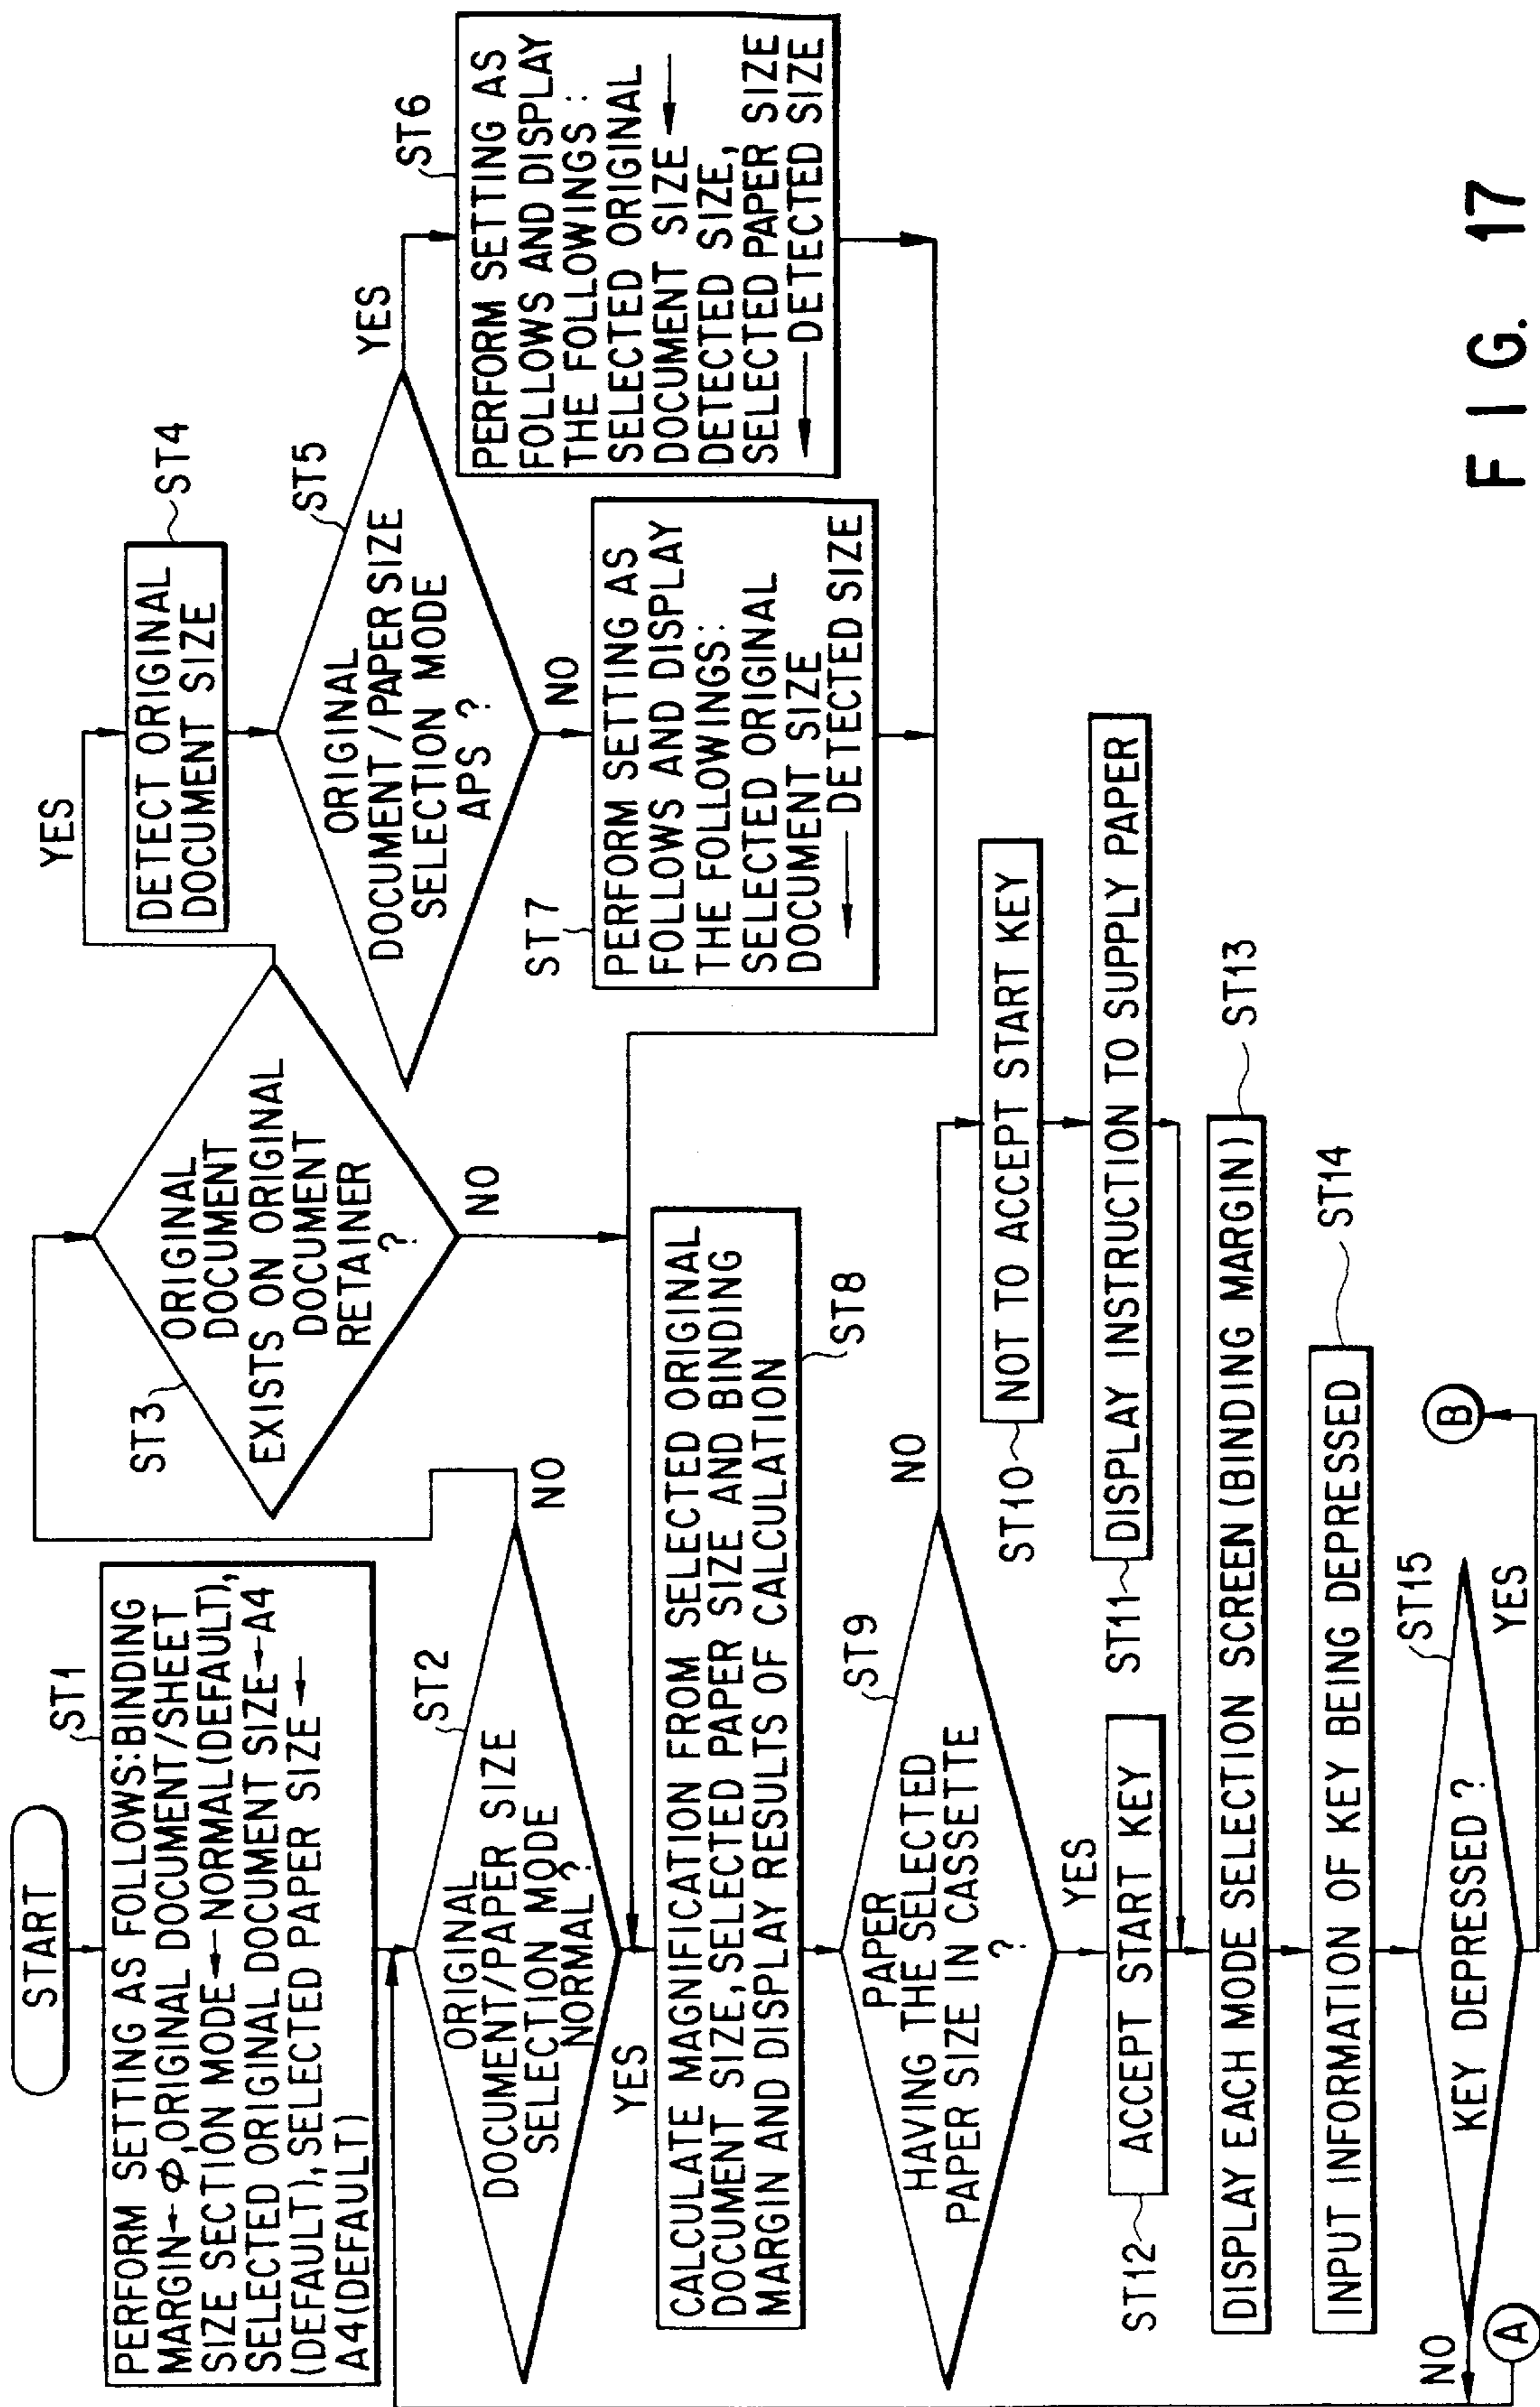 START
ST1
PERFORM SETTING AS FOLLOWS:BINDING
MARGIN←φ,ORIGINAL DOCUMENT/SHEET
SIZE SECTION MODE←NORMAL(DEFAULT),
SELECTED ORIGINAL DOCUMENT SIZE←A4
(DEFAULT),SELECTED PAPER SIZE←
A4(DEFAULT)
ST2
ORIGINAL
DOCUMENT/PAPER SIZE
SELECTION MODE
NORMAL?
NO
YES
ST3
ORIGINAL
DOCUMENT
EXISTS ON ORIGINAL
DOCUMENT
RETAINER
?
YES
NO
ST4
DETECT ORIGINAL
DOCUMENT SIZE
ST5
ORIGINAL
DOCUMENT/PAPER SIZE
SELECTION MODE
APS ?
YES
NO
ST6
PERFORM SETTING AS
FOLLOWS AND DISPLAY
THE FOLLOWINGS :
SELECTED ORIGINAL
DOCUMENT SIZE ←
DETECTED SIZE,
SELECTED PAPER SIZE
← DETECTED SIZE
ST7
PERFORM SETTING AS
FOLLOWS AND DISPLAY
THE FOLLOWINGS:
SELECTED ORIGINAL
DOCUMENT SIZE
← DETECTED SIZE
CALCULATE MAGNIFICATION FROM SELECTED ORIGINAL
DOCUMENT SIZE,SELECTED PAPER SIZE AND BINDING
MARGIN AND DISPLAY RESULTS OF CALCULATION
ST8
ST9
PAPER
HAVING THE SELECTED
PAPER SIZE IN CASSETTE
?
NO
YES
ST10
NOT TO ACCEPT START KEY
ST11
DISPLAY INSTRUCTION TO SUPPLY PAPER
ST12
ACCEPT START KEY
ST13
DISPLAY EACH MODE SELECTION SCREEN (BINDING MARGIN)
ST14
INPUT INFORMATION OF KEY BEING DEPRESSED
ST15
KEY DEPRESSED ?
NO
YES
A
B
FIG. 17